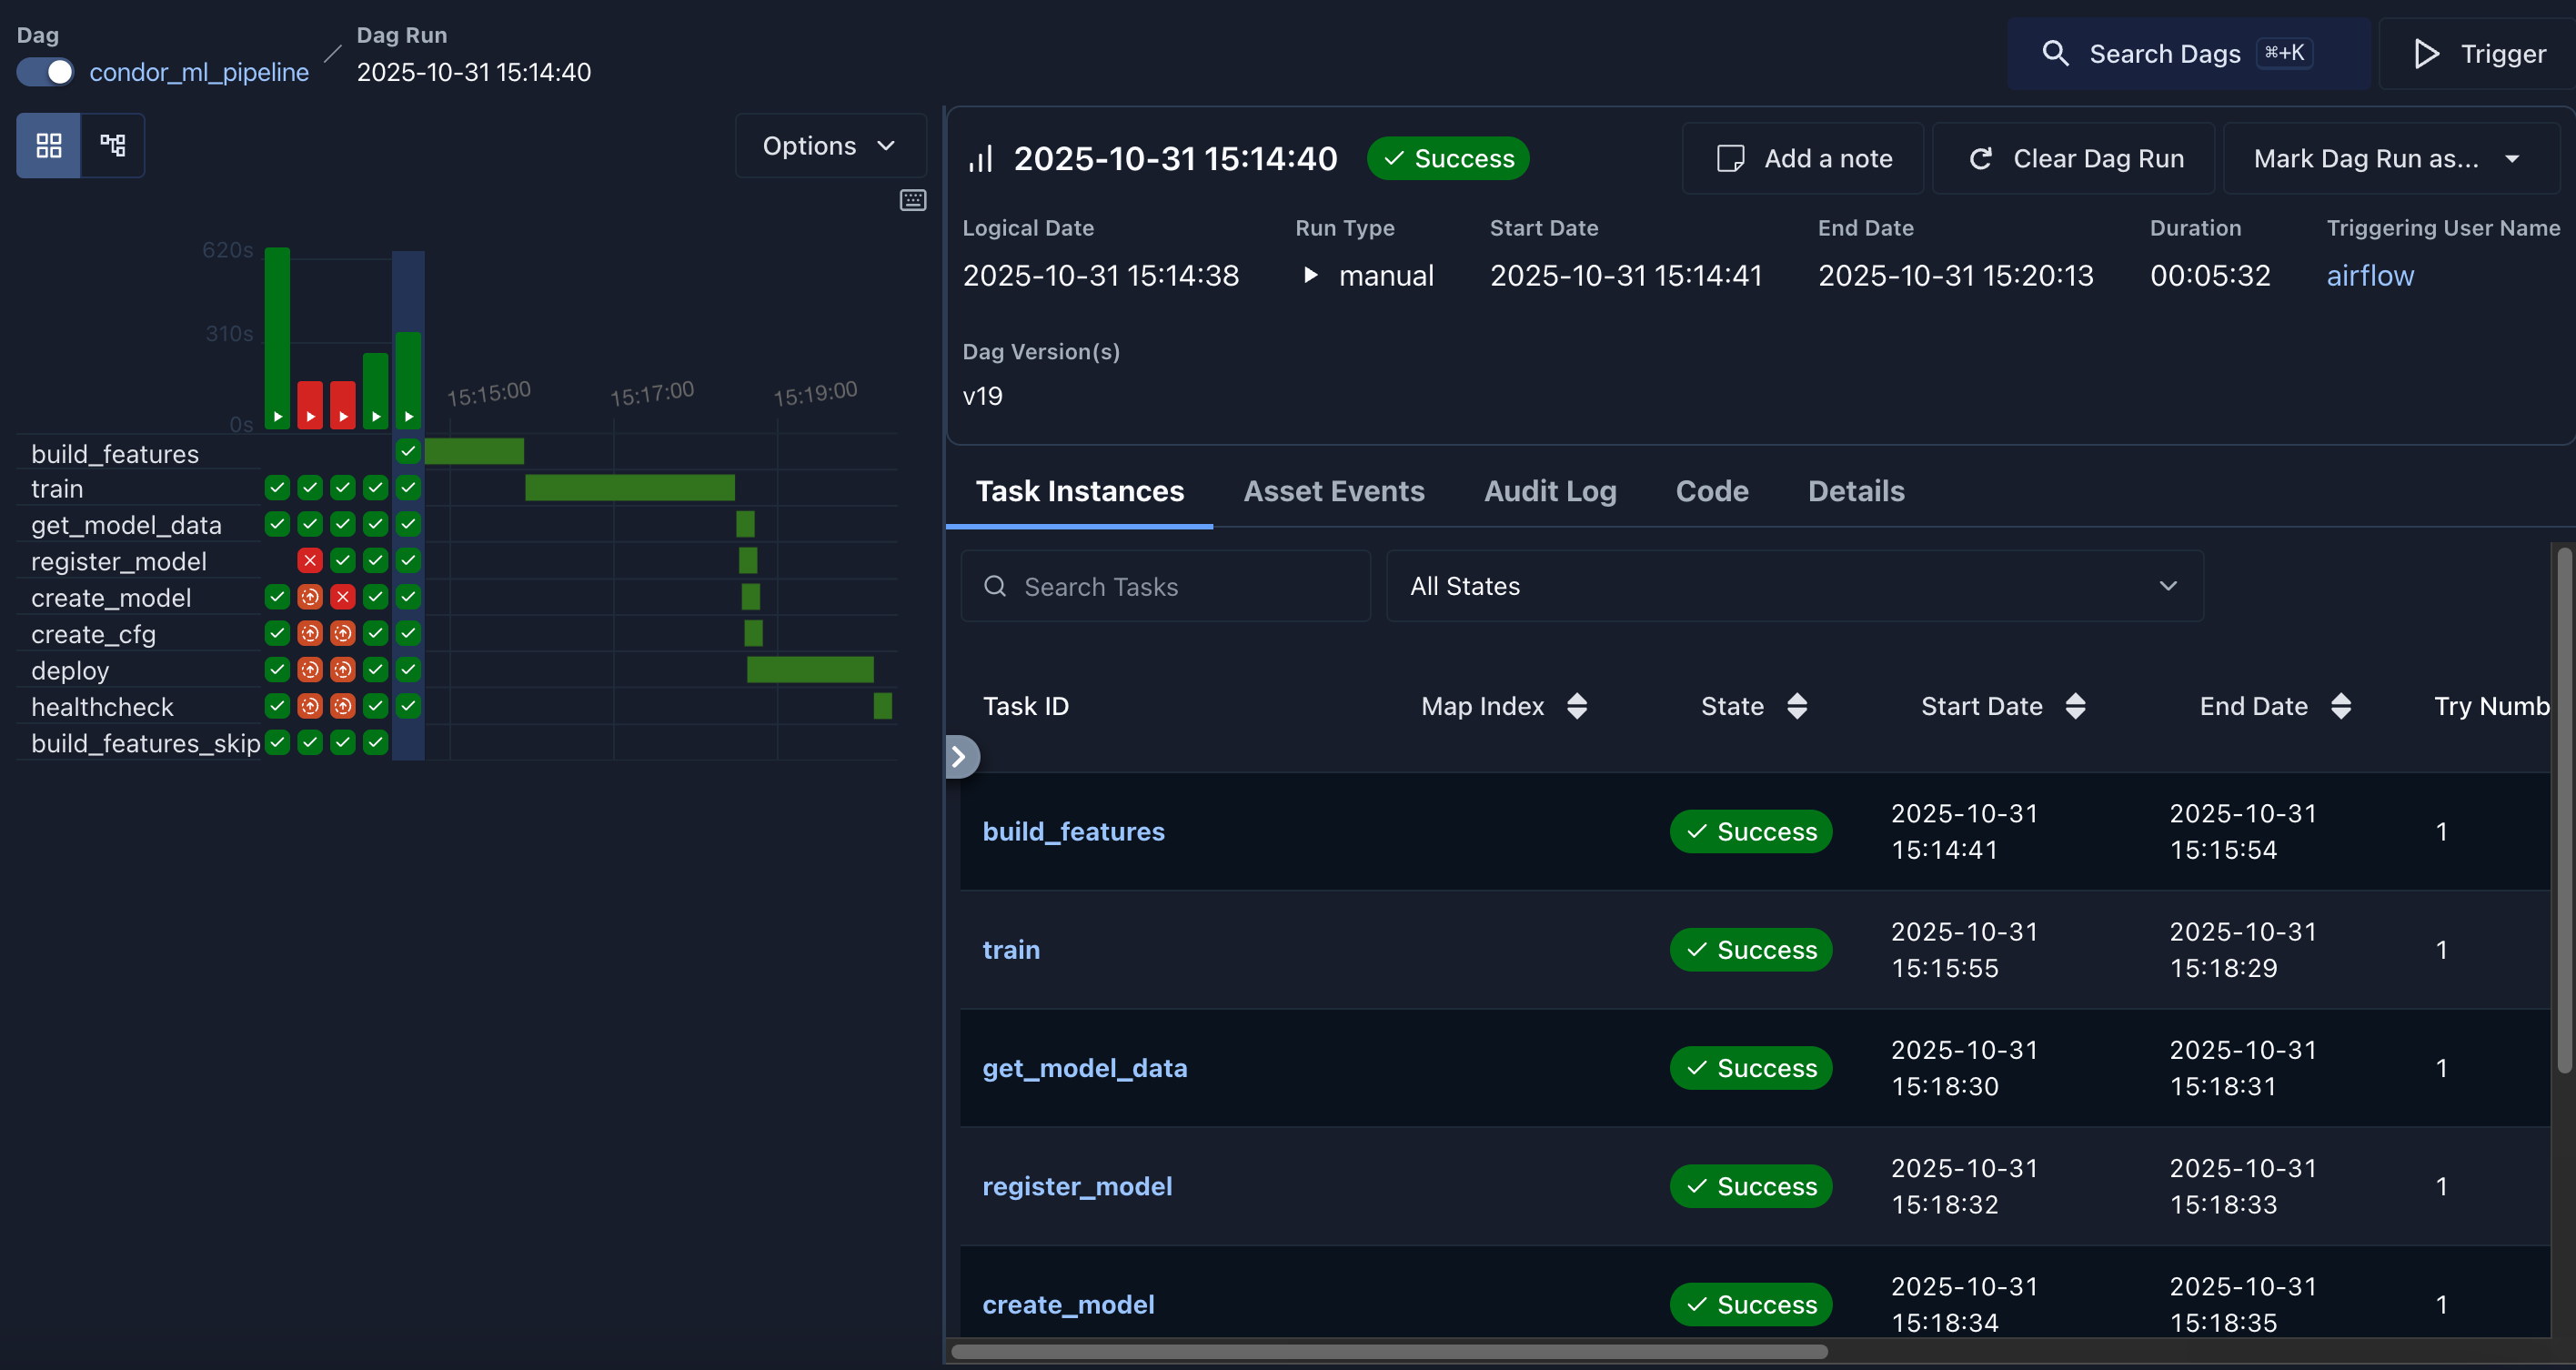 Dag
condor_ml_pipeline
Dag Run
2025-10-31 15:14:40
Search Dags ⌘+K
Trigger
Options
620s
310s
0s
15:15:00
15:17:00
15:19:00
build_features
train
get_model_data
register_model
create_model
create_cfg
deploy
healthcheck
build_features_skip
2025-10-31 15:14:40
Success
Add a note
Clear Dag Run
Mark Dag Run as...
Logical Date
2025-10-31 15:14:38
Run Type
manual
Start Date
2025-10-31 15:14:41
End Date
2025-10-31 15:20:13
Duration
00:05:32
Triggering User Name
airflow
Dag Version(s)
v19
Task Instances
Asset Events
Audit Log
Code
Details
Search Tasks
All States
Task ID
Map Index
State
Start Date
End Date
Try Numb
build_features
Success
2025-10-31
15:14:41
2025-10-31
15:15:54
1
train
Success
2025-10-31
15:15:55
2025-10-31
15:18:29
1
get_model_data
Success
2025-10-31
15:18:30
2025-10-31
15:18:31
1
register_model
Success
2025-10-31
15:18:32
2025-10-31
15:18:33
1
create_model
Success
2025-10-31
15:18:34
2025-10-31
15:18:35
1